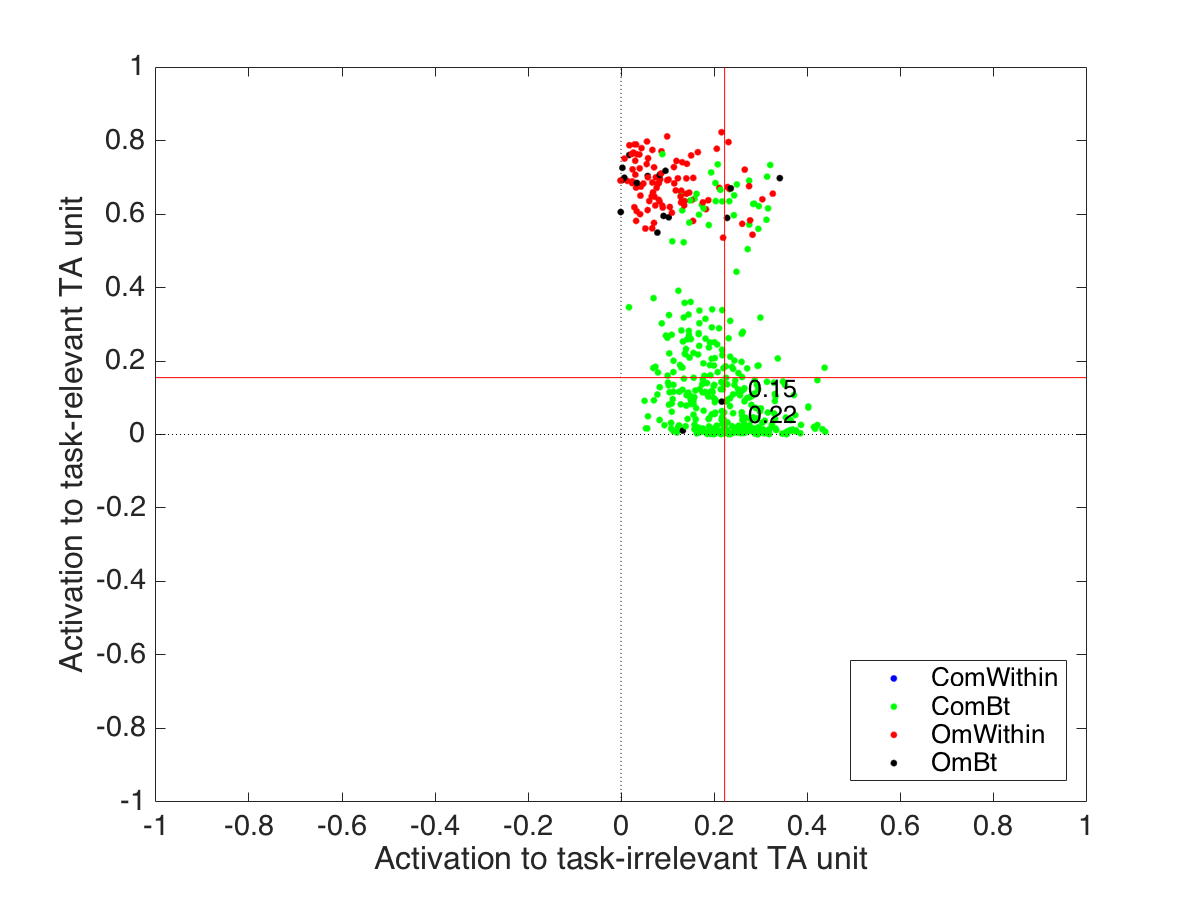 Activation to task-relevant TA unit
1
0.8
0.6
0.4
0.2
0
-0.2
-0.4
-0.6
-0.8
-1
0.15
0.22
ComWithin
ComBt
OmWithin
OmBt
-1 -0.8 -0.6 -0.4 -0.2 0 0.2 0.4 0.6 0.8 1
Activation to task-irrelevant TA unit